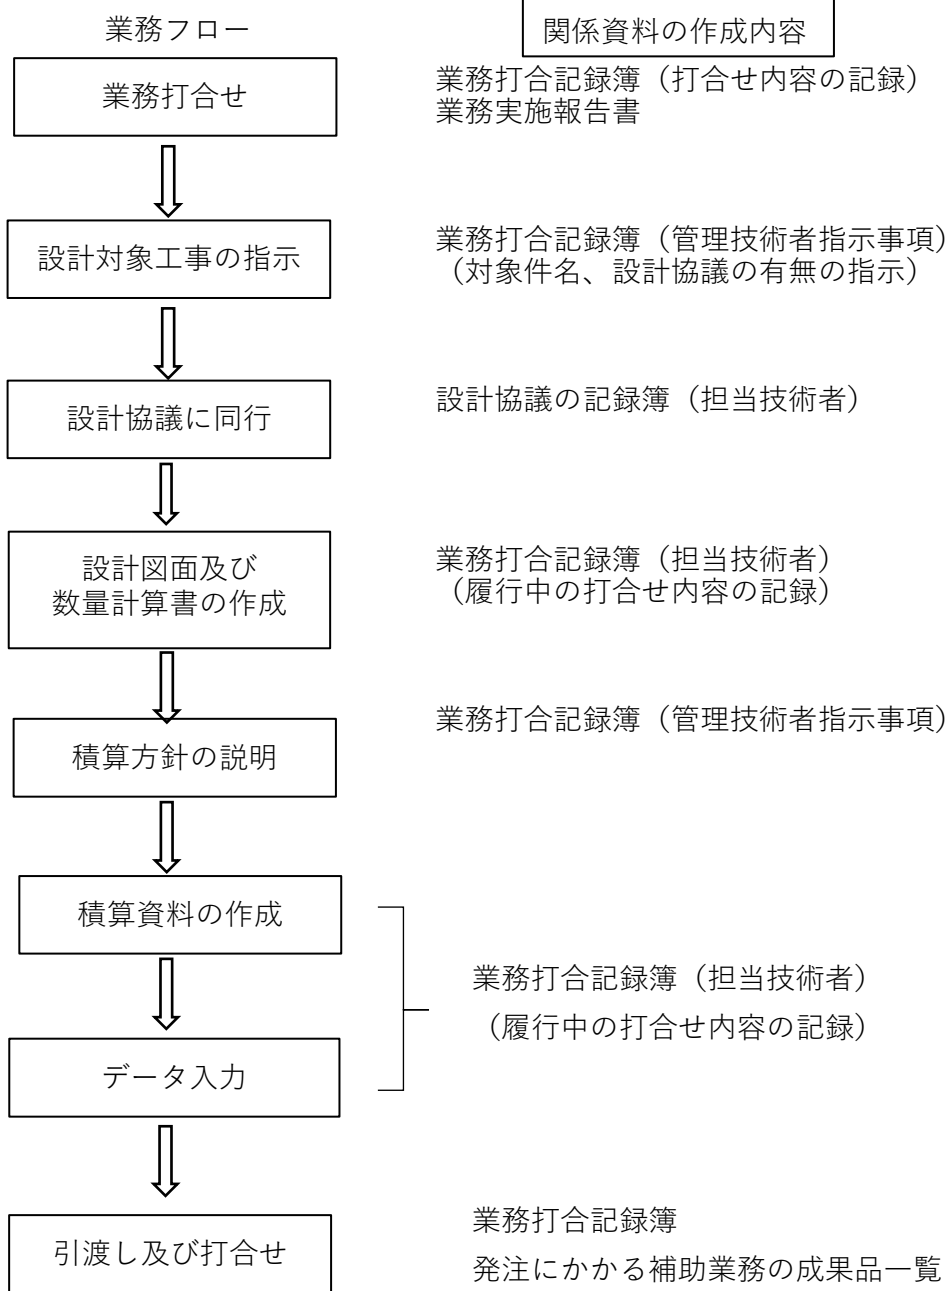 業務フロー
関係資料の作成内容
業務打合せ
業務打合記録簿（打合せ内容の記録）
業務実施報告書
設計対象工事の指示
業務打合記録簿（管理技術者指示事項）
（対象件名、設計協議の有無の指示）
設計協議に同行
設計協議の記録簿（担当技術者）
設計図面及び
数量計算書の作成
業務打合記録簿（担当技術者）
（履行中の打合せ内容の記録）
積算方針の説明
業務打合記録簿（管理技術者指示事項）
積算資料の作成
業務打合記録簿（担当技術者）
（履行中の打合せ内容の記録）
データ入力
引渡し及び打合せ
業務打合記録簿
発注にかかる補助業務の成果品一覧